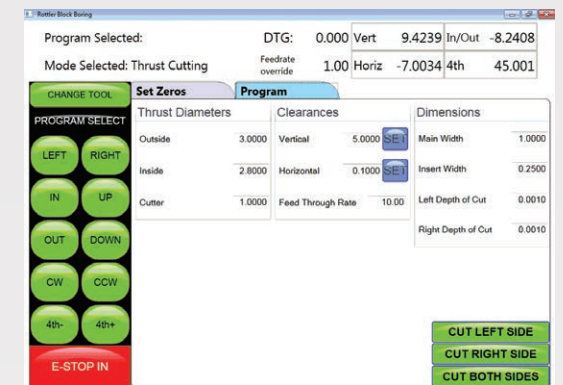 Rottler Block Boring
Program Selected: DTG: 0.000 Vert 9.4239 In/Out -8.2408
Mode Selected: Thrust Cutting Feedrate override 1.00 Horiz -7.0034 4th 45.001
CHANGE TOOL Set Zeros Program
PROGRAM SELECT Thrust Diameters Clearances Dimensions
Outside 3.0000 Vertical 5.0000 SET Main Width 1.0000
LEFT RIGHT
Inside 2.8000 Horizontal 0.1000 SET Insert Width 0.2500
IN UP Cutter 1.0000 Feed Through Rate 10.00 Left Depth of Cut 0.0010
Right Depth of Cut 0.0010
OUT DOWN
CW CCW
4th- 4th+
CUT LEFT SIDE
CUT RIGHT SIDE
E-STOP IN
CUT BOTH SIDES